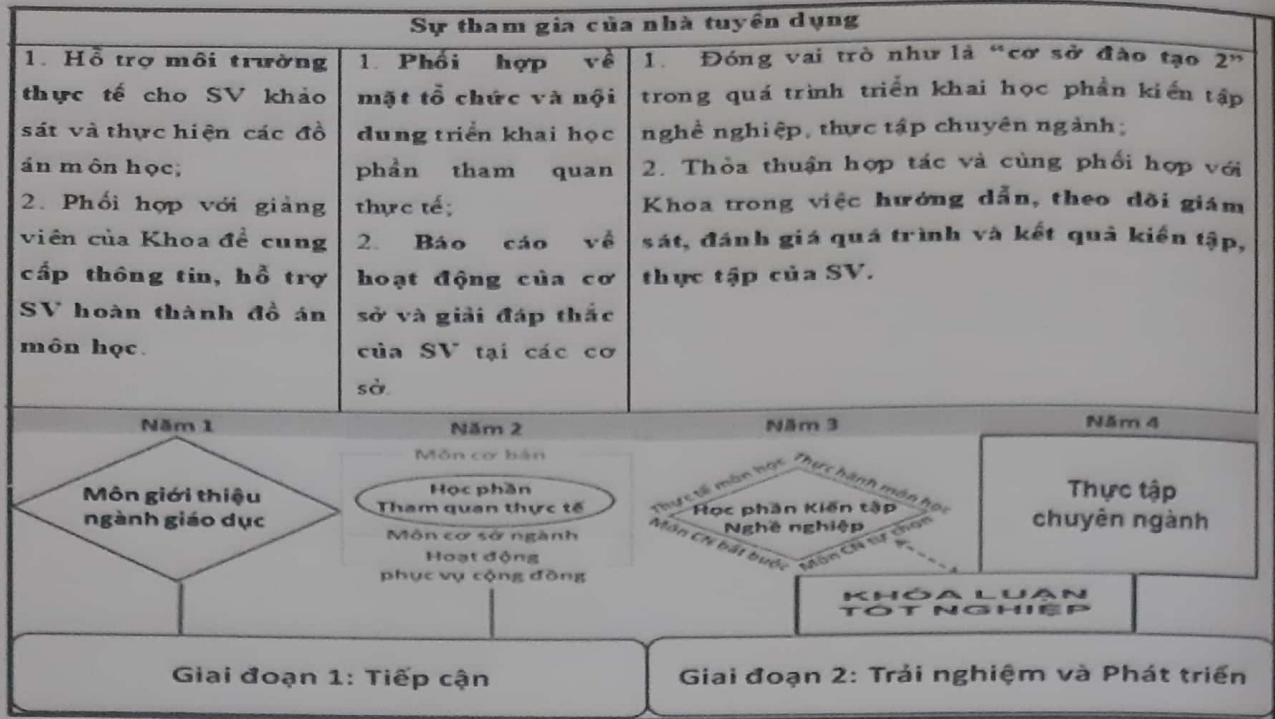 Sự tham gia của nhà tuyển dụng
1. Hỗ trợ môi trường
thực tế cho SV khảo
sát và thực hiện các đồ
án môn học;
2. Phối hợp với giảng
viên của Khoa để cung
cấp thông tin, hỗ trợ
SV hoàn thành đồ án
môn học.
1. Phối hợp về
mặt tổ chức và nội
dung triển khai học
phần tham quan
thực tế;
2. Báo cáo về
hoạt động của cơ
sở và giải đáp thắc
của SV tại các cơ
sở.
1. Đóng vai trò như là “cơ sở đào tạo 2”
trong quá trình triển khai học phần kiến tập
nghề nghiệp, thực tập chuyên ngành;
2. Thỏa thuận hợp tác và cùng phối hợp với
Khoa trong việc hướng dẫn, theo dõi giám
sát, đánh giá quá trình và kết quả kiến tập,
thực tập của SV.
Năm 1
Năm 2
Năm 3
Năm 4
Môn giới thiệu
ngành giáo dục
Môn cơ bản
Học phần
Tham quan thực tế
Môn cơ sở ngành
Hoạt động
phục vụ cộng đồng
Thực tế môn học
Thực hành môn học
Học phần Kiến tập
Nghề nghiệp
Môn CN bắt buộc
Môn CN tự chọn
Thực tập
chuyên ngành
KHÓA LUẬN
TỐT NGHIỆP
Giai đoạn 1: Tiếp cận
Giai đoạn 2: Trải nghiệm và Phát triển